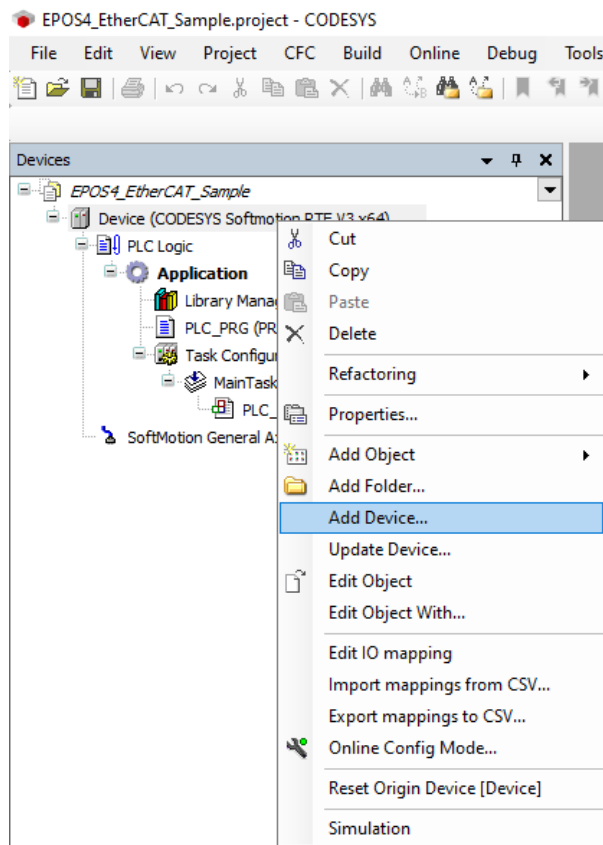 EPOS4_EtherCAT_Sample.project - CODESYS
File Edit View Project CFC Build Online Debug Tools
Devices
EPOS4_EtherCAT_Sample
Device (CODESYS Softmotion RTE V3 x64)
PLC Logic
Application
Library Mana
PLC_PRG (PR
Task Configur
MainTask
PLC_
SoftMotion General A
Cut
Copy
Paste
Delete
Refactoring
Properties...
Add Object
Add Folder...
Add Device...
Update Device...
Edit Object
Edit Object With...
Edit IO mapping
Import mappings from CSV...
Export mappings to CSV...
Online Config Mode...
Reset Origin Device [Device]
Simulation